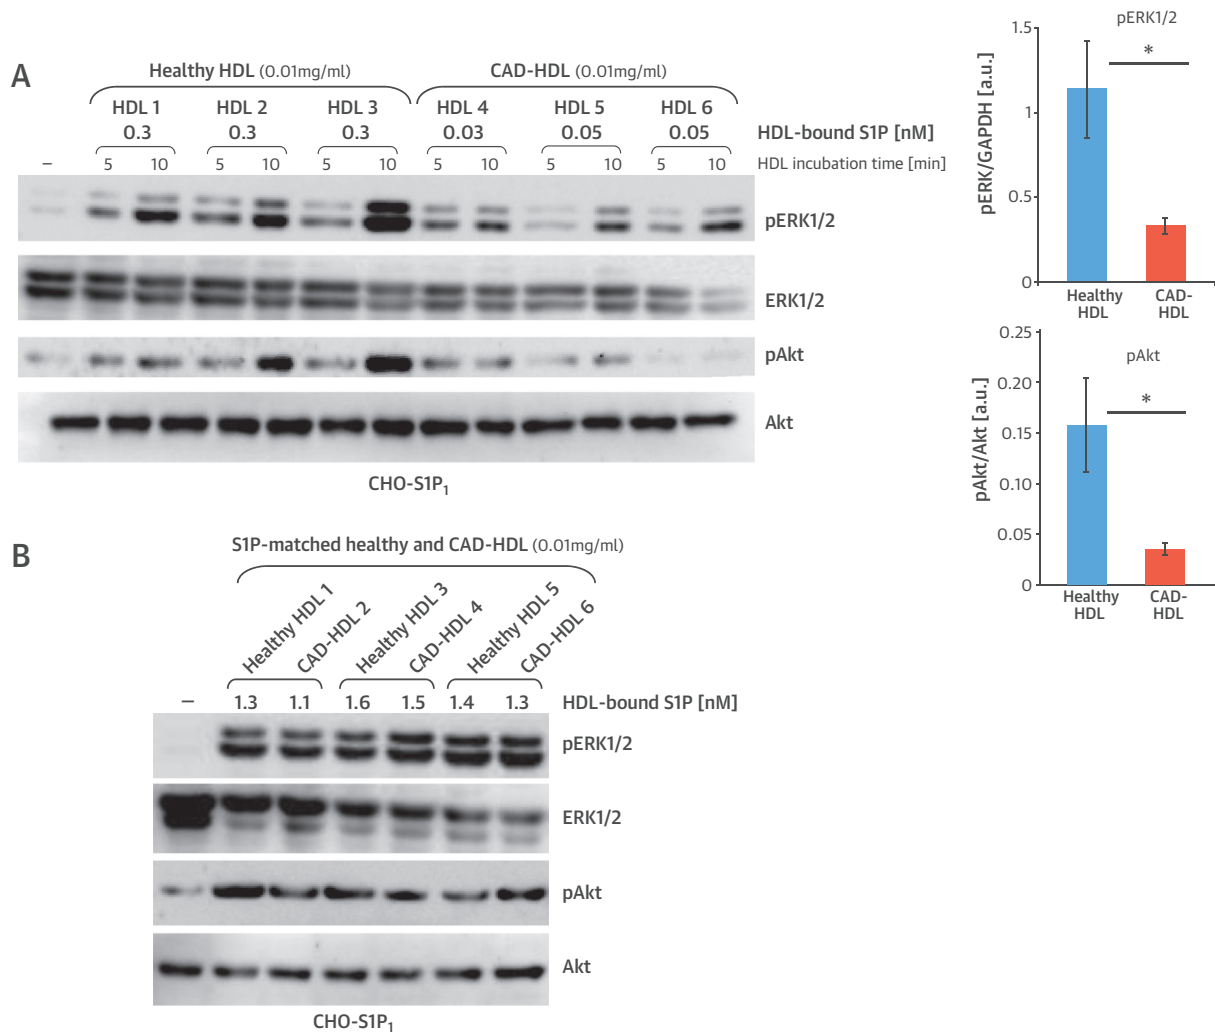 A
Healthy HDL (0.01mg/ml) CAD-HDL (0.01mg/ml)
HDL 1 HDL 2 HDL 3 HDL 4 HDL 5 HDL 6
0.3 0.3 0.3 0.03 0.05 0.05 HDL-bound S1P [nM]
– 5 10 5 10 5 10 5 10 5 10 5 10 HDL incubation time [min]
pERK1/2
ERK1/2
pAkt
Akt
CHO-S1P₁
pERK1/2
*
pERK/GAPDH [a.u.]
1.5
1
0.5
0
Healthy HDL CAD-HDL
pAkt
*
pAkt/Akt [a.u.]
0.25
0.20
0.15
0.10
0.05
0
Healthy HDL CAD-HDL
B
S1P-matched healthy and CAD-HDL (0.01mg/ml)
Healthy HDL 1 CAD-HDL 2 Healthy HDL 3 CAD-HDL 4 Healthy HDL 5 CAD-HDL 6
– 1.3 1.1 1.6 1.5 1.4 1.3 HDL-bound S1P [nM]
pERK1/2
ERK1/2
pAkt
Akt
CHO-S1P₁